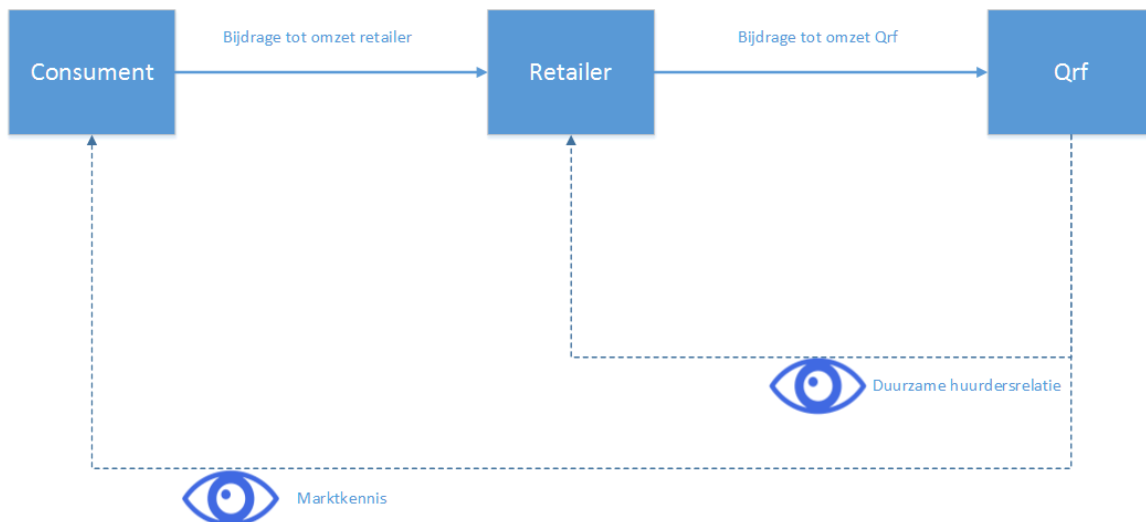 Bijdrage tot omzet retailer
Bijdrage tot omzet Qrf
Consument
Retailer
Qrf
Duurzame huurdersrelatie
Marktkennis